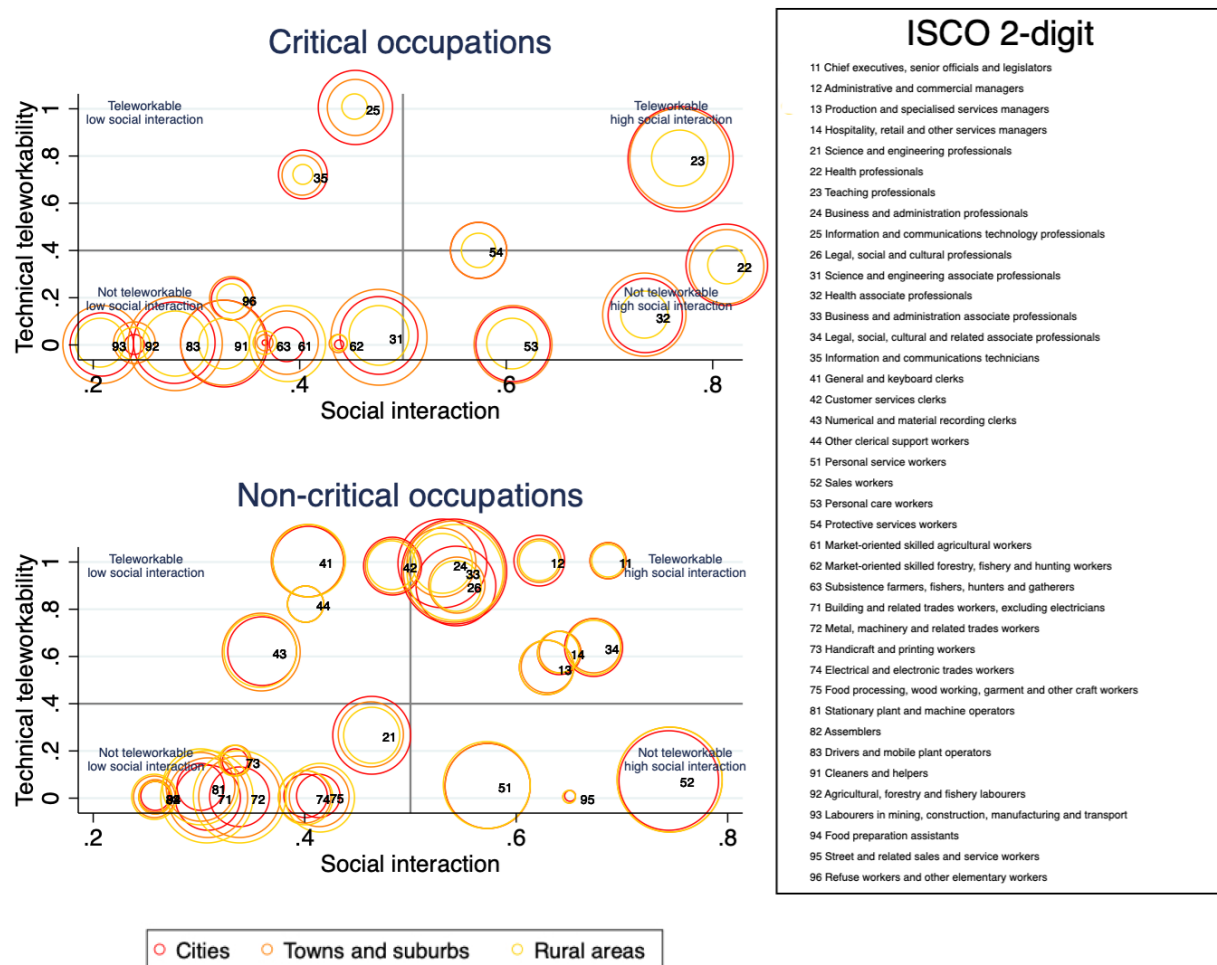 Critical occupations
Teleworkable
low social interaction
Teleworkable
high social interaction
Not teleworkable
low social interaction
Not teleworkable
high social interaction
Technical teleworkability
1
.8
.6
.4
.2
0
25
23
35
54
22
96
32
93
92
83
91
63
61
62
31
53
.2
.4
.6
.8
Social interaction
Non-critical occupations
Teleworkable
low social interaction
Teleworkable
high social interaction
Not teleworkable
low social interaction
Not teleworkable
high social interaction
Technical teleworkability
1
.8
.6
.4
.2
0
41
42
24
33
26
12
11
44
43
14
34
13
21
73
81
71
72
74
75
51
52
95
.2
.4
.6
.8
Social interaction
Cities
Towns and suburbs
Rural areas
ISCO 2-digit
11 Chief executives, senior officials and legislators
12 Administrative and commercial managers
13 Production and specialised services managers
14 Hospitality, retail and other services managers
21 Science and engineering professionals
22 Health professionals
23 Teaching professionals
24 Business and administration professionals
25 Information and communications technology professionals
26 Legal, social and cultural professionals
31 Science and engineering associate professionals
32 Health associate professionals
33 Business and administration associate professionals
34 Legal, social, cultural and related associate professionals
35 Information and communications technicians
41 General and keyboard clerks
42 Customer services clerks
43 Numerical and material recording clerks
44 Other clerical support workers
51 Personal service workers
52 Sales workers
53 Personal care workers
54 Protective services workers
61 Market-oriented skilled agricultural workers
62 Market-oriented skilled forestry, fishery and hunting workers
63 Subsistence farmers, fishers, hunters and gatherers
71 Building and related trades workers, excluding electricians
72 Metal, machinery and related trades workers
73 Handicraft and printing workers
74 Electrical and electronic trades workers
75 Food processing, wood working, garment and other craft workers
81 Stationary plant and machine operators
82 Assemblers
83 Drivers and mobile plant operators
91 Cleaners and helpers
92 Agricultural, forestry and fishery labourers
93 Labourers in mining, construction, manufacturing and transport
94 Food preparation assistants
95 Street and related sales and service workers
96 Refuse workers and other elementary workers